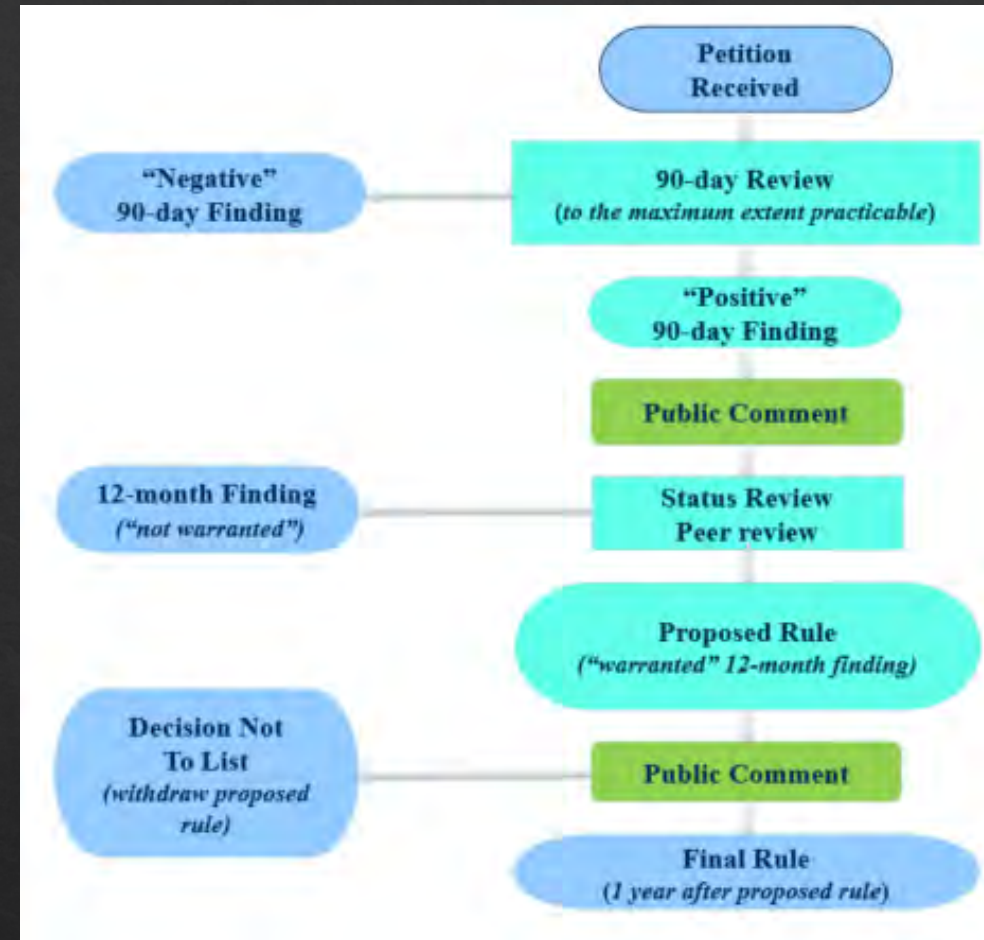 Petition
Received
“Negative”
90-day Finding
90-day Review
(to the maximum extent practicable)
“Positive”
90-day Finding
Public Comment
12-month Finding
(“not warranted”)
Status Review
Peer review
Proposed Rule
(“warranted” 12-month finding)
Decision Not
To List
(withdraw proposed
rule)
Public Comment
Final Rule
(1 year after proposed rule)